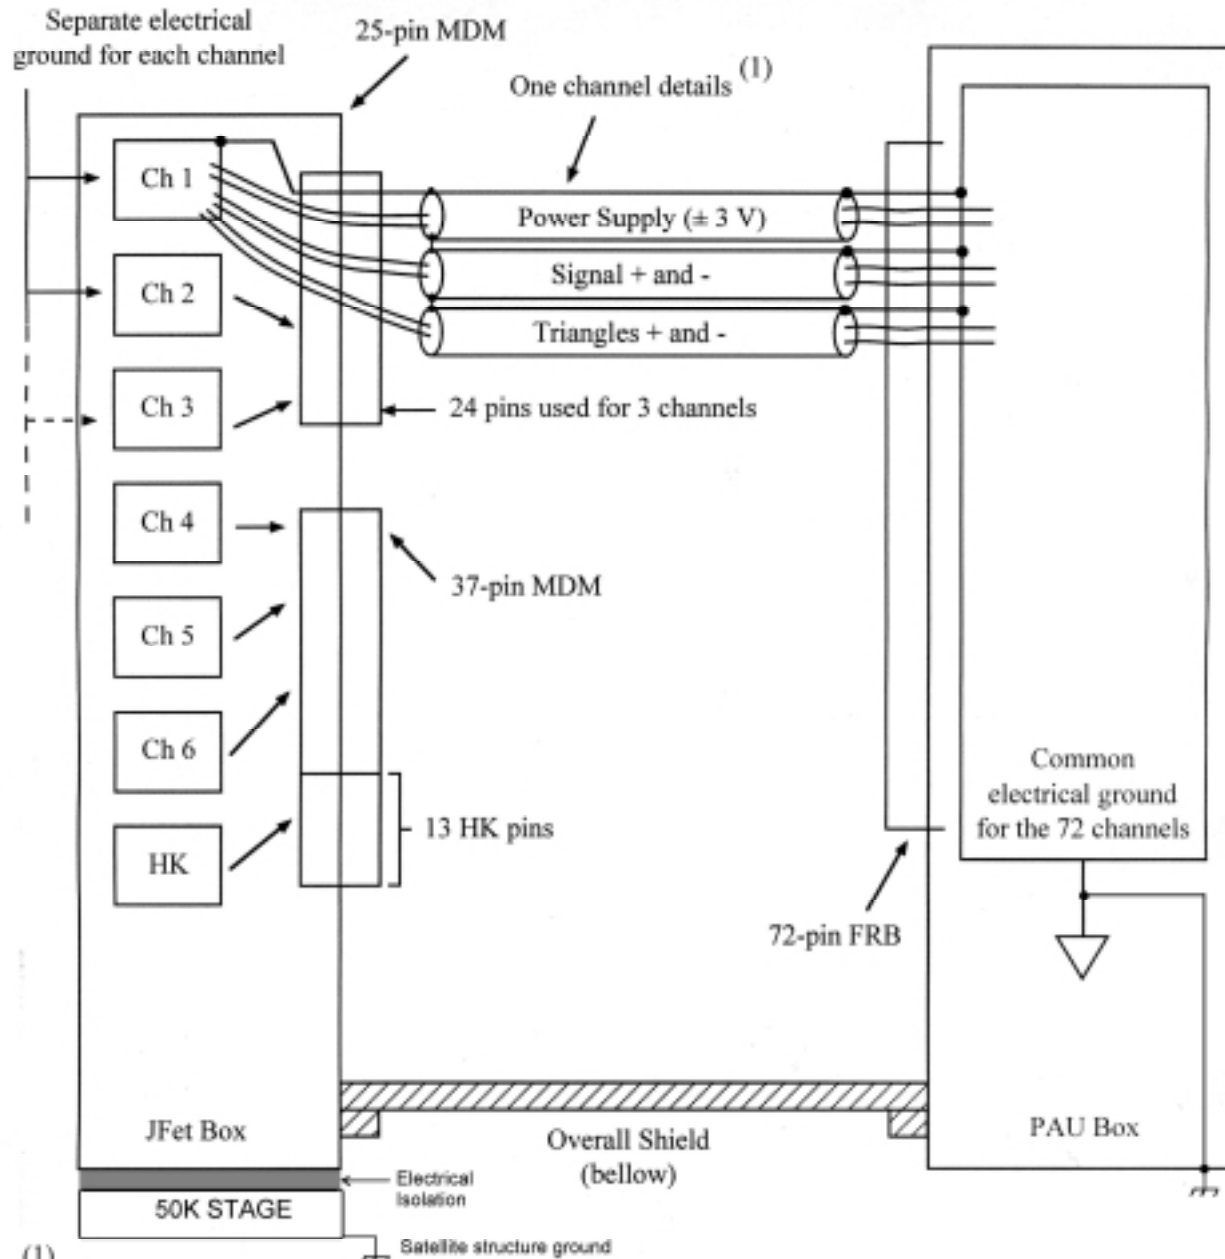 Separate electrical
ground for each channel
25-pin MDM
One channel details (1)
Ch 1
Power Supply (± 3 V)
Signal + and -
Ch 2
Triangles + and -
Ch 3
24 pins used for 3 channels
Ch 4
37-pin MDM
Ch 5
Ch 6
Common
electrical ground
for the 72 channels
13 HK pins
HK
72-pin FRB
JFet Box
Overall Shield
(bellow)
PAU Box
Electrical
Isolation
50K STAGE
Satellite structure ground
(1)